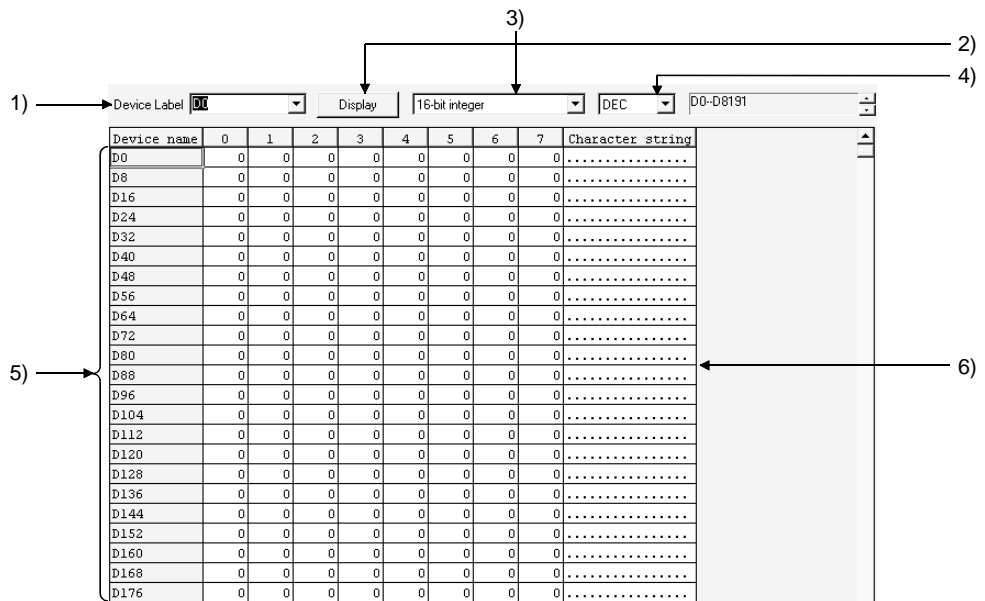 3)
2)
4)
1) Device Label D0 Display 16-bit integer DEC D0--D8191
Device name 0 1 2 3 4 5 6 7 Character string
D0 0 0 0 0 0 0 0 0 ................
D8 0 0 0 0 0 0 0 0 ................
D16 0 0 0 0 0 0 0 0 ................
D24 0 0 0 0 0 0 0 0 ................
D32 0 0 0 0 0 0 0 0 ................
D40 0 0 0 0 0 0 0 0 ................
D48 0 0 0 0 0 0 0 0 ................
D56 0 0 0 0 0 0 0 0 ................
D64 0 0 0 0 0 0 0 0 ................
D72 0 0 0 0 0 0 0 0 ................
D80 0 0 0 0 0 0 0 0 ................
5) D88 0 0 0 0 0 0 0 0 ................ 6)
D96 0 0 0 0 0 0 0 0 ................
D104 0 0 0 0 0 0 0 0 ................
D112 0 0 0 0 0 0 0 0 ................
D120 0 0 0 0 0 0 0 0 ................
D128 0 0 0 0 0 0 0 0 ................
D136 0 0 0 0 0 0 0 0 ................
D144 0 0 0 0 0 0 0 0 ................
D152 0 0 0 0 0 0 0 0 ................
D160 0 0 0 0 0 0 0 0 ................
D168 0 0 0 0 0 0 0 0 ................
D176 0 0 0 0 0 0 0 0 ................